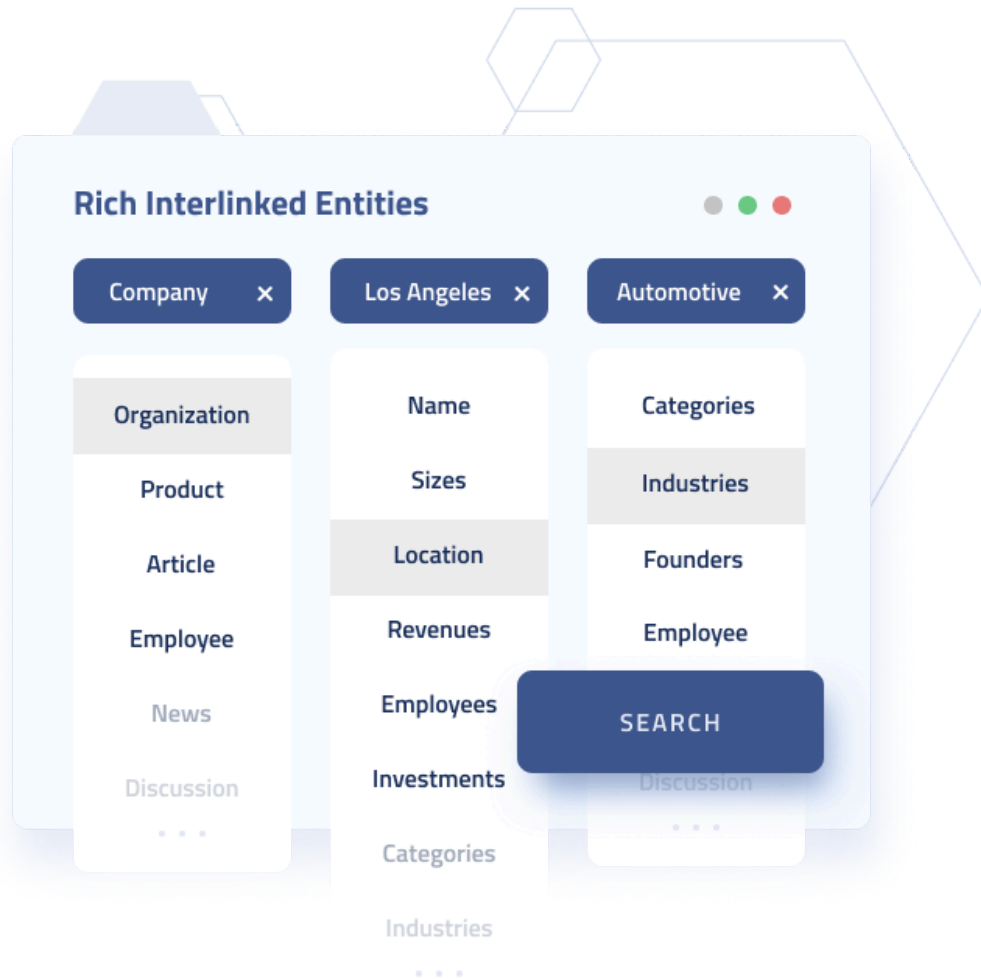 Rich Interlinked Entities
Company ×
Los Angeles ×
Automotive ×
Organization
Product
Article
Employee
News
Discussion
...
Name
Sizes
Location
Revenues
Employees
Investments
Categories
Industries
...
Categories
Industries
Founders
Employee
Discussion
...
SEARCH